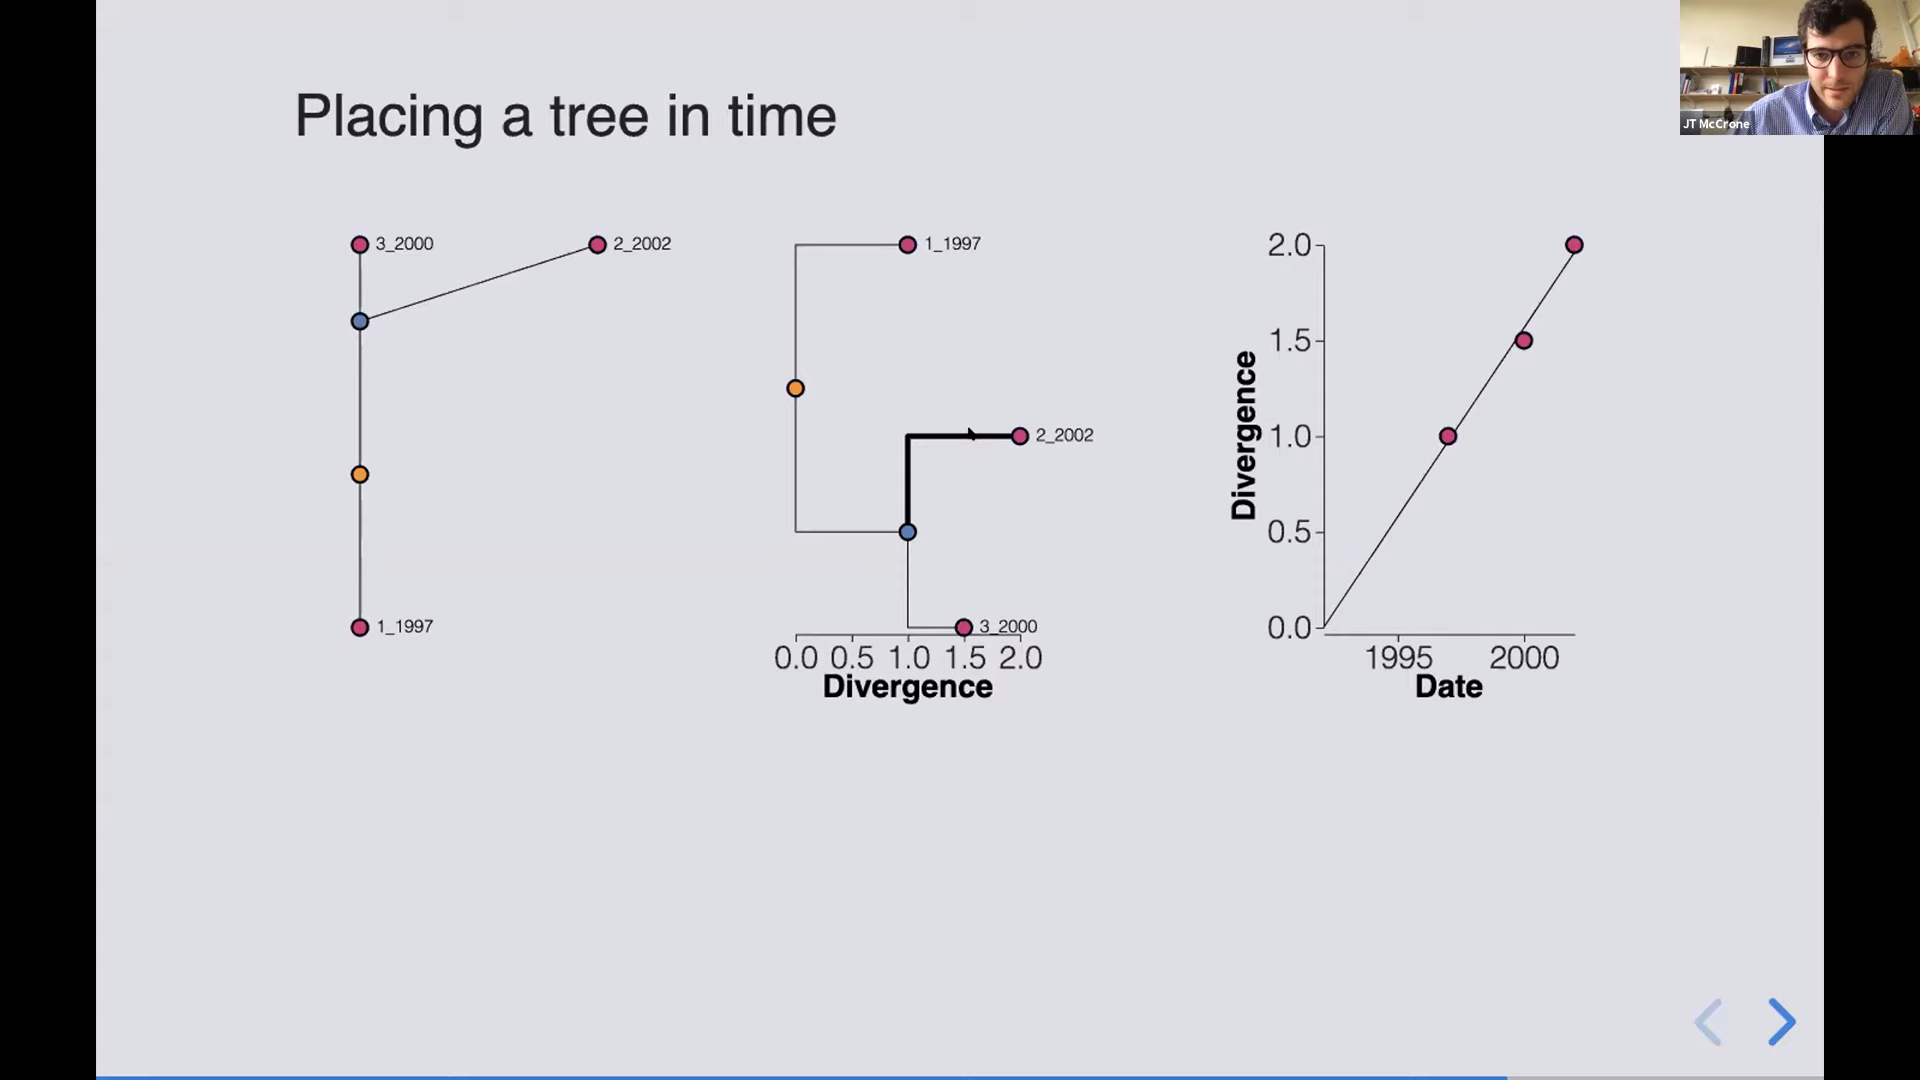 Placing a tree in time
JT McCrone
3_2000
2_2002
1_1997
1_1997
2_2002
3_2000
0.0 0.5 1.0 1.5 2.0
Divergence
2.0
1.5
1.0
0.5
0.0
Divergence
1995 2000
Date